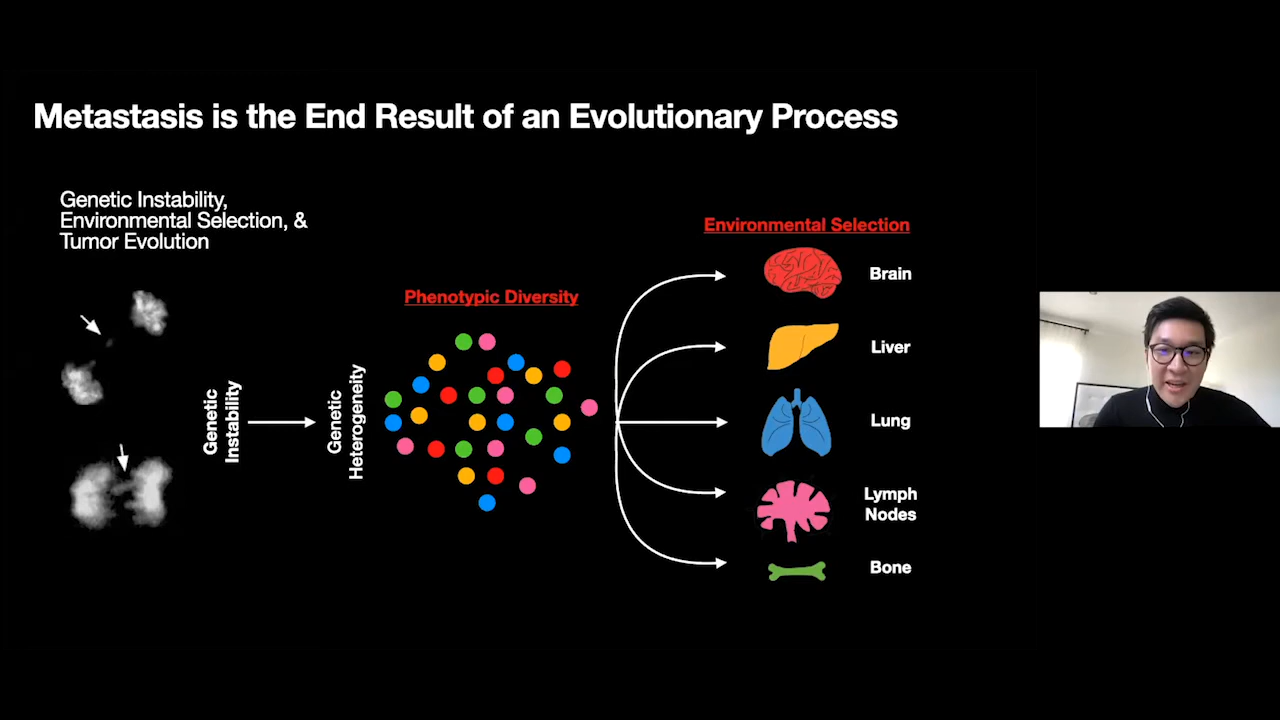 Metastasis is the End Result of an Evolutionary Process
Genetic Instability,
Environmental Selection, &
Tumor Evolution
Genetic
Instability
Genetic
Heterogeneity
Phenotypic Diversity
Environmental Selection
Brain
Liver
Lung
Lymph
Nodes
Bone